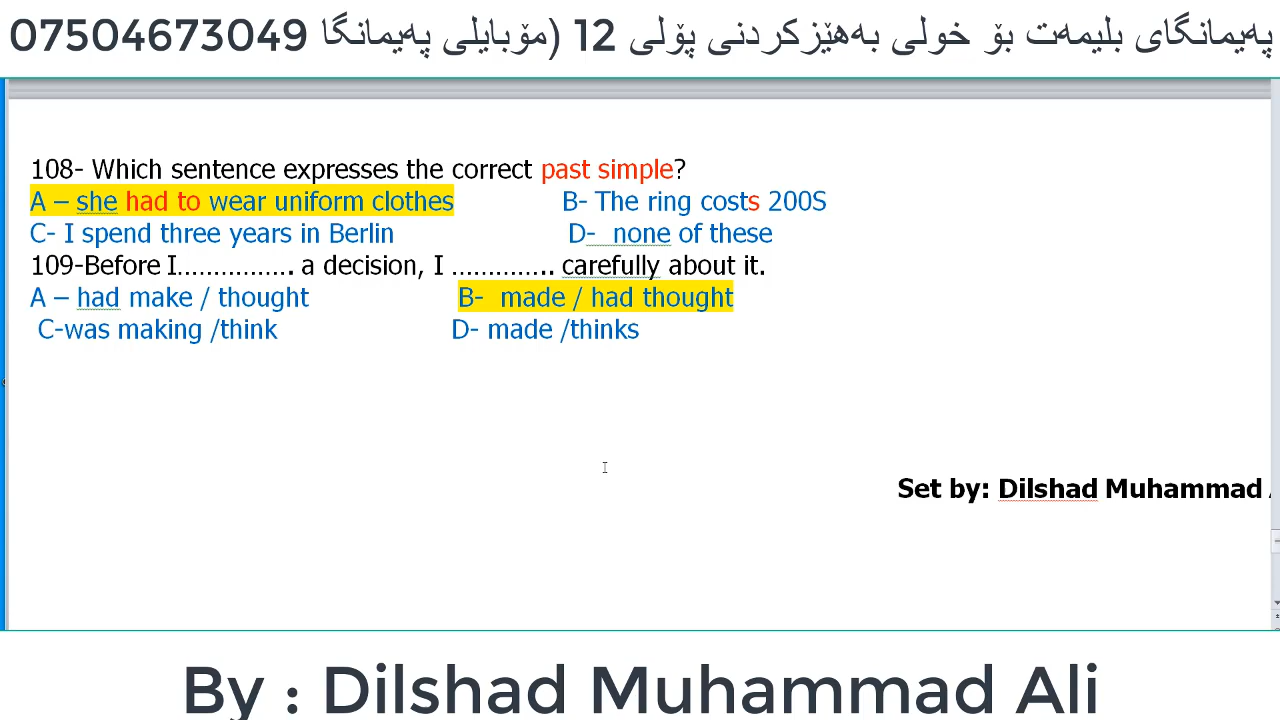 پەیمانگای بلیمەت بۆ خولی بەهێزکردنی پۆلی 12 (مۆبایلی پەیمانگا 07504673049
108- Which sentence expresses the correct past simple?
A – she had to wear uniform clothes B- The ring costs 200S
C- I spend three years in Berlin D- none of these
109-Before I................ a decision, I .............. carefully about it.
A – had make / thought B- made / had thought
C-was making /think D- made /thinks
Set by: Dilshad Muhammad
By : Dilshad Muhammad Ali